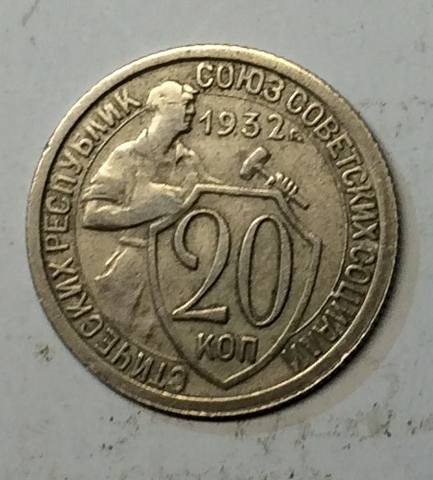 СОЮЗ СОВЕТСКИХ СОЦИАЛИСТИЧЕСКИХ РЕСПУБЛИК
1932 г.
20
КОП